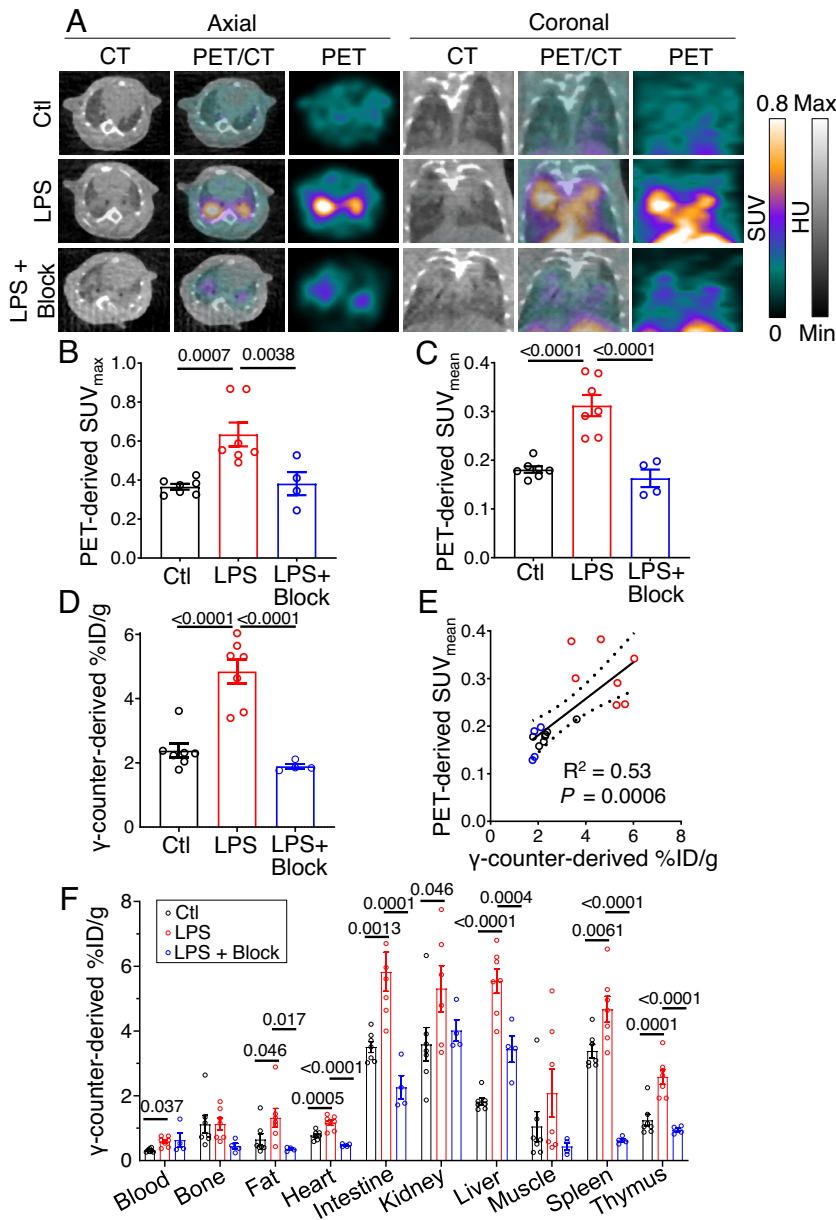 A
Axial
Coronal
CT
PET/CT
PET
CT
PET/CT
PET
Ctl
LPS
LPS +
Block
0.8
Max
SUV
HU
0
Min
B
0.0007
0.0038
PET-derived SUVmax
1.0
0.8
0.6
0.4
0.2
0.0
Ctl
LPS
LPS+
Block
C
<0.0001
<0.0001
PET-derived SUVmean
0.4
0.3
0.2
0.1
0.0
Ctl
LPS
LPS+
Block
D
<0.0001
<0.0001
γ-counter-derived %ID/g
6
4
2
0
Ctl
LPS
LPS+
Block
E
PET-derived SUVmean
0.4
0.3
0.2
0.1
0.0
R² = 0.53
P = 0.0006
0
2
4
6
8
γ-counter-derived %ID/g
F
γ-counter-derived %ID/g
8
6
4
2
0
Ctl
LPS
LPS + Block
0.037
0.046
0.017
0.0005
<0.0001
0.0013
0.0001
0.046
<0.0001
0.0004
0.0061
<0.0001
0.0001
<0.0001
Blood
Bone
Fat
Heart
Intestine
Kidney
Liver
Muscle
Spleen
Thymus